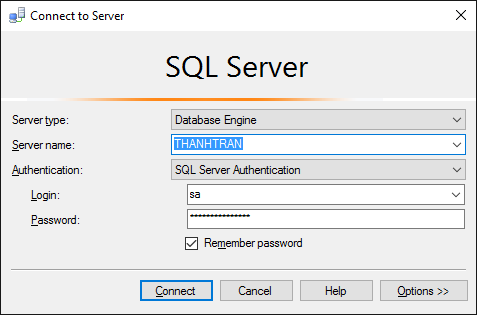 Connect to Server
SQL Server
Server type: Database Engine
Server name: THANHTRAN
Authentication: SQL Server Authentication
Login: sa
Password: ***************
Remember password
Connect Cancel Help Options >>